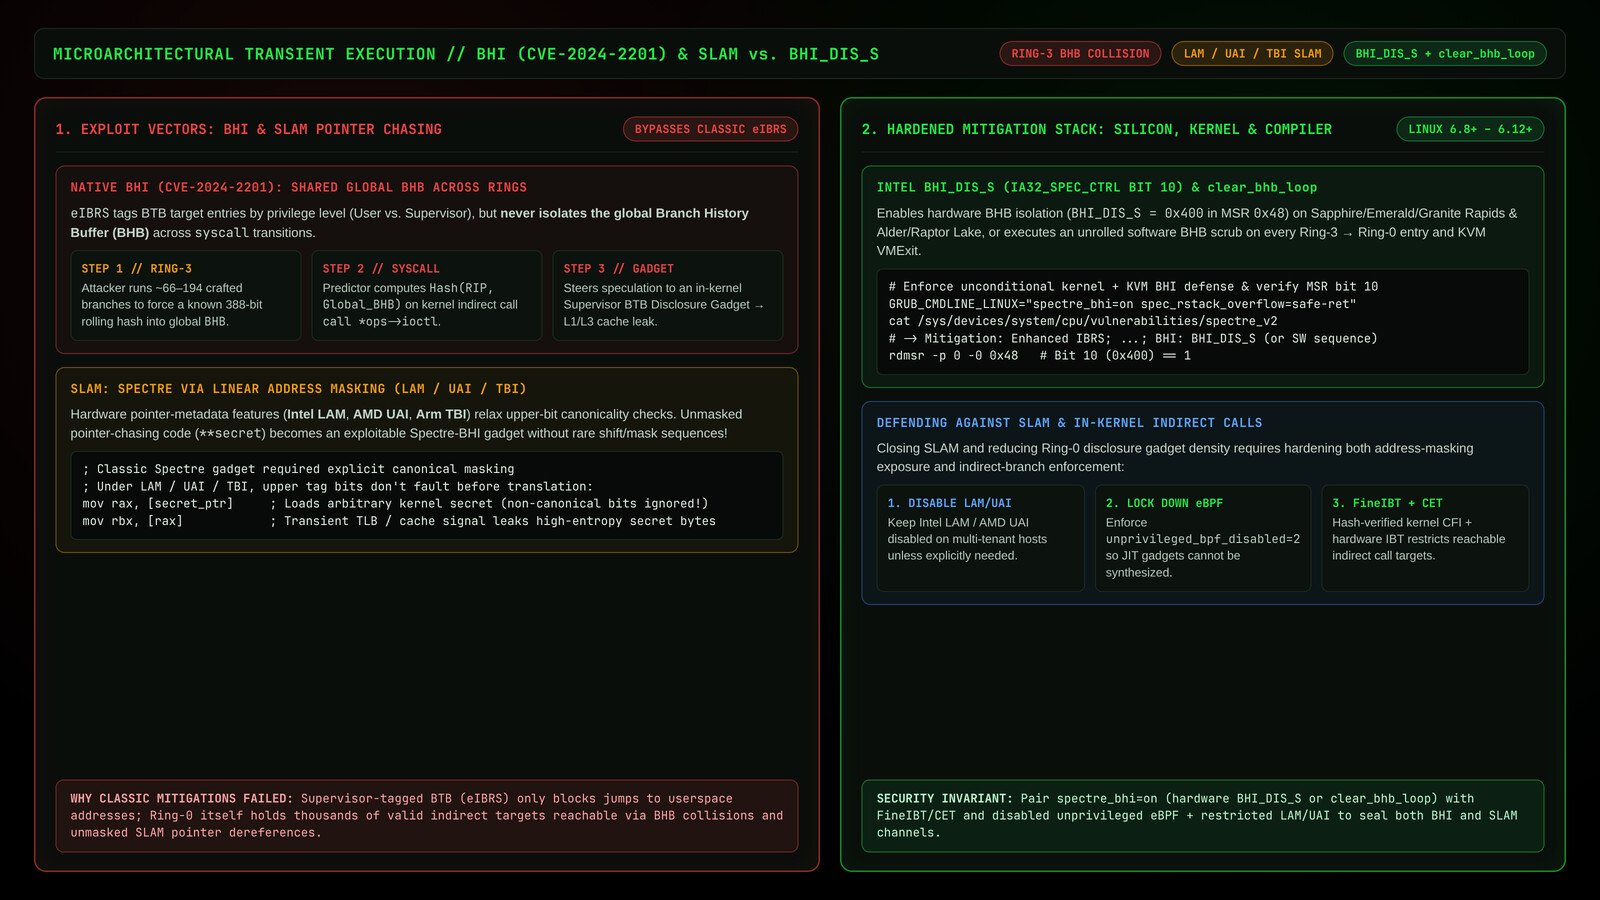 MICROARCHITECTURAL TRANSIENT EXECUTION // BHI (CVE-2024-2201) & SLAM vs. BHI_DIS_S
RING-3 BHB COLLISION
LAM / UAI / TBI SLAM
BHI_DIS_S + clear_bhb_loop
1. EXPLOIT VECTORS: BHI & SLAM POINTER CHASING
BYPASSES CLASSIC eIBRS
NATIVE BHI (CVE-2024-2201): SHARED GLOBAL BHB ACROSS RINGS
eIBRS tags BTB target entries by privilege level (User vs. Supervisor), but never isolates the global Branch History
Buffer (BHB) across syscall transitions.
STEP 1 // RING-3
Attacker runs ~66–194 crafted
branches to force a known 388-bit
rolling hash into global BHB.
STEP 2 // SYSCALL
Predictor computes Hash(RIP,
Global_BHB) on kernel indirect call
call *ops->ioctl.
STEP 3 // GADGET
Steers speculation to an in-kernel
Supervisor BTB Disclosure Gadget →
L1/L3 cache leak.
SLAM: SPECTRE VIA LINEAR ADDRESS MASKING (LAM / UAI / TBI)
Hardware pointer-metadata features (Intel LAM, AMD UAI, Arm TBI) relax upper-bit canonicality checks. Unmasked
pointer-chasing code (**secret) becomes an exploitable Spectre-BHI gadget without rare shift/mask sequences!
; Classic Spectre gadget required explicit canonical masking
; Under LAM / UAI / TBI, upper tag bits don't fault before translation:
mov rax, [secret_ptr]     ; Loads arbitrary kernel secret (non-canonical bits ignored!)
mov rbx, [rax]            ; Transient TLB / cache signal leaks high-entropy secret bytes
WHY CLASSIC MITIGATIONS FAILED: Supervisor-tagged BTB (eIBRS) only blocks jumps to userspace
addresses; Ring-0 itself holds thousands of valid indirect targets reachable via BHB collisions and
unmasked SLAM pointer dereferences.
2. HARDENED MITIGATION STACK: SILICON, KERNEL & COMPILER
LINUX 6.8+ – 6.12+
INTEL BHI_DIS_S (IA32_SPEC_CTRL BIT 10) & clear_bhb_loop
Enables hardware BHB isolation (BHI_DIS_S = 0x400 in MSR 0x48) on Sapphire/Emerald/Granite Rapids &
Alder/Raptor Lake, or executes an unrolled software BHB scrub on every Ring-3 → Ring-0 entry and KVM
VMExit.
# Enforce unconditional kernel + KVM BHI defense & verify MSR bit 10
GRUB_CMDLINE_LINUX="spectre_bhi=on spec_rstack_overflow=safe-ret"
cat /sys/devices/system/cpu/vulnerabilities/spectre_v2
# -> Mitigation: Enhanced IBRS; ...; BHI: BHI_DIS_S (or SW sequence)
rdmsr -p 0 -0 0x48   # Bit 10 (0x400) == 1
DEFENDING AGAINST SLAM & IN-KERNEL INDIRECT CALLS
Closing SLAM and reducing Ring-0 disclosure gadget density requires hardening both address-masking
exposure and indirect-branch enforcement:
1. DISABLE LAM/UAI
Keep Intel LAM / AMD UAI
disabled on multi-tenant hosts
unless explicitly needed.
2. LOCK DOWN eBPF
Enforce
unprivileged_bpf_disabled=2
so JIT gadgets cannot be
synthesized.
3. FineIBT + CET
Hash-verified kernel CFI +
hardware IBT restricts reachable
indirect call targets.
SECURITY INVARIANT: Pair spectre_bhi=on (hardware BHI_DIS_S or clear_bhb_loop) with
FineIBT/CET and disabled unprivileged eBPF + restricted LAM/UAI to seal both BHI and SLAM
channels.